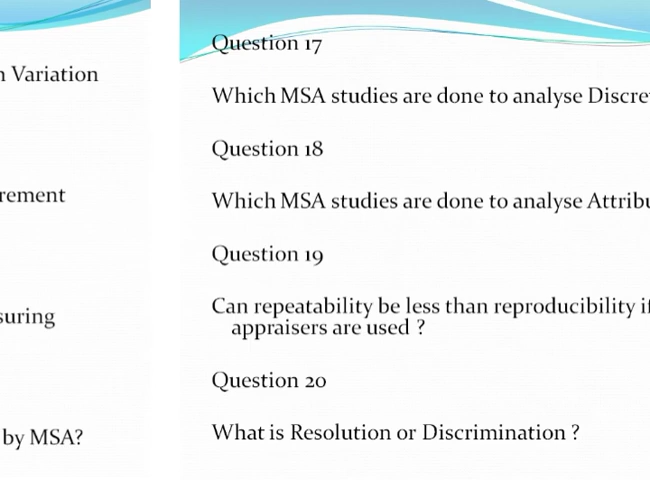 Variation
rement
suring
by MSA?
Question 17
Which MSA studies are done to analyse Discre
Question 18
Which MSA studies are done to analyse Attribu
Question 19
Can repeatability be less than reproducibility if
appraisers are used ?
Question 20
What is Resolution or Discrimination ?